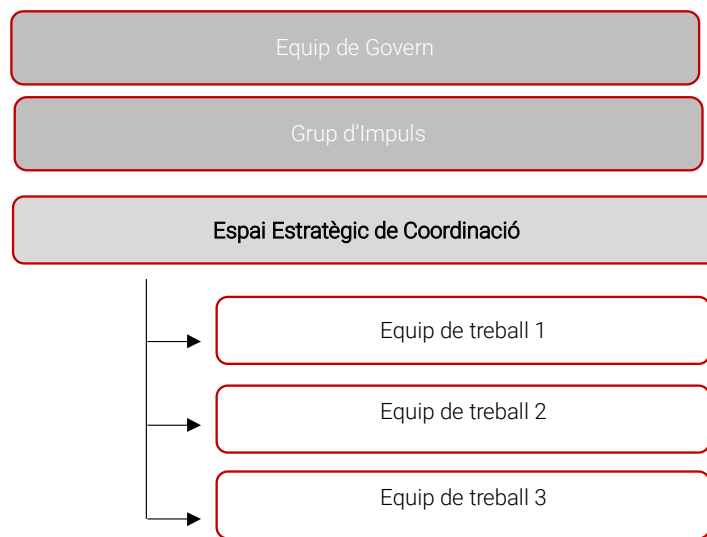 Equip de Govern
Grup d’Impuls
Espai Estratègic de Coordinació
Equip de treball 1
Equip de treball 2
Equip de treball 3